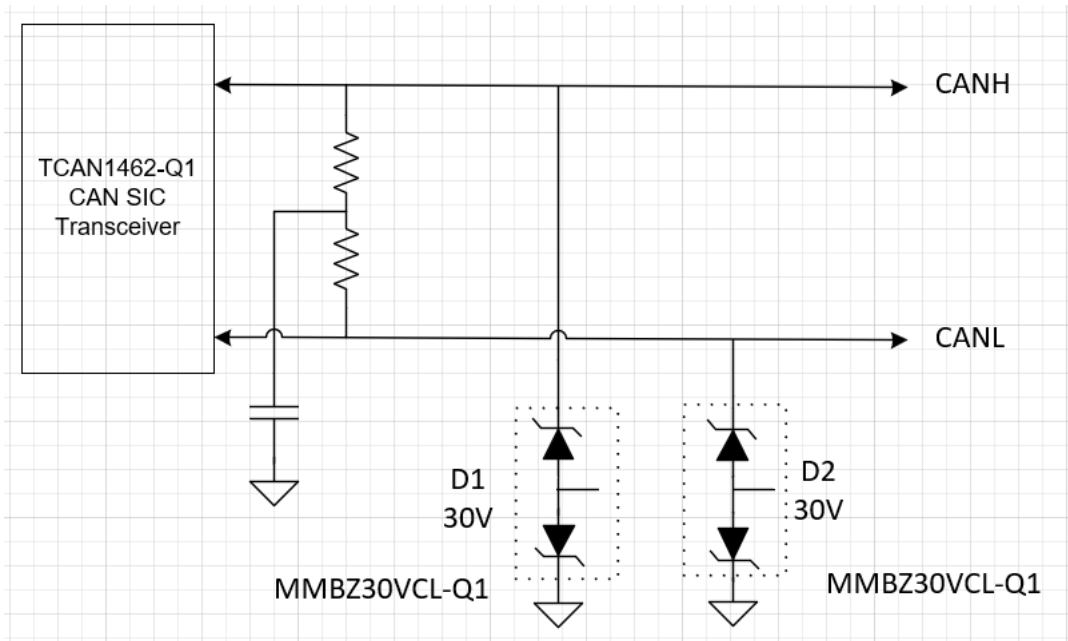 CANH
TCAN1462-Q1
CAN SIC
Transceiver
CANL
D1
30V
D2
30V
MMBZ30VCL-Q1
MMBZ30VCL-Q1